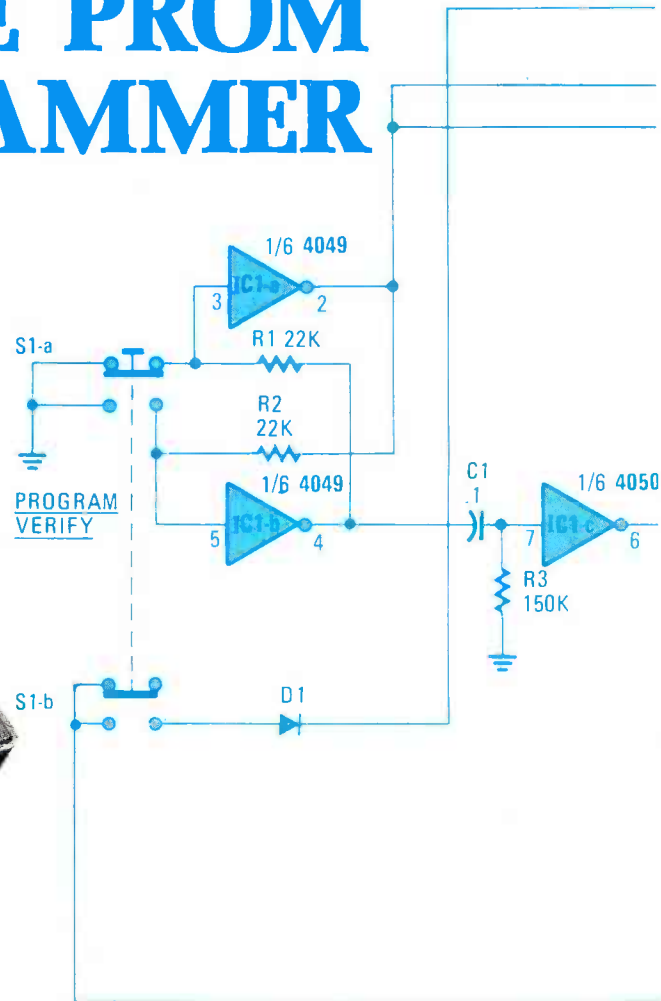 E PROM
AMMER
1/6 4049
IC1-a
3
2
R1 22K
S1-a
R2
22K
PROGRAM
VERIFY
1/6 4049
IC1-b
5
4
C1
.1
1/6 4050
IC1-c
7
6
R3
150K
S1-b
D1